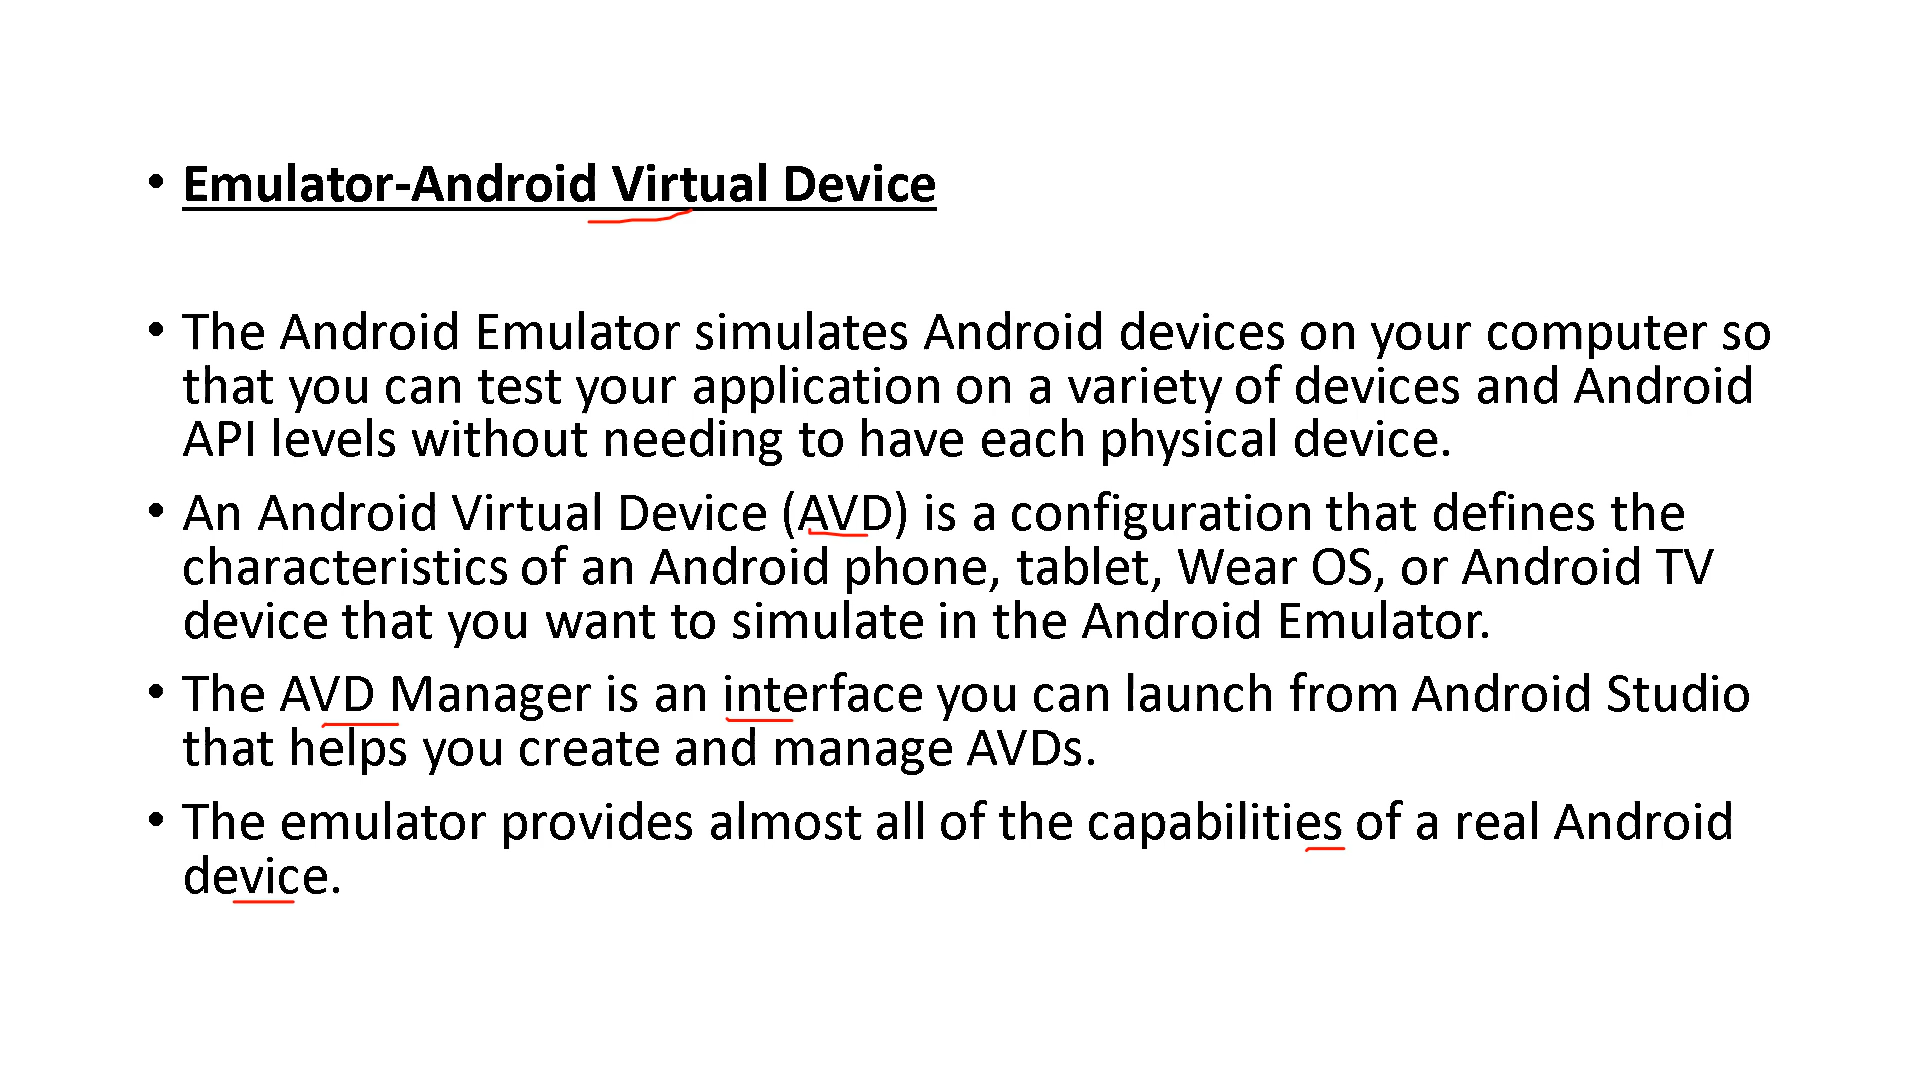 • Emulator-Android Virtual Device
• The Android Emulator simulates Android devices on your computer so
that you can test your application on a variety of devices and Android
API levels without needing to have each physical device.
• An Android Virtual Device (AVD) is a configuration that defines the
characteristics of an Android phone, tablet, Wear OS, or Android TV
device that you want to simulate in the Android Emulator.
• The AVD Manager is an interface you can launch from Android Studio
that helps you create and manage AVDs.
• The emulator provides almost all of the capabilities of a real Android
device.